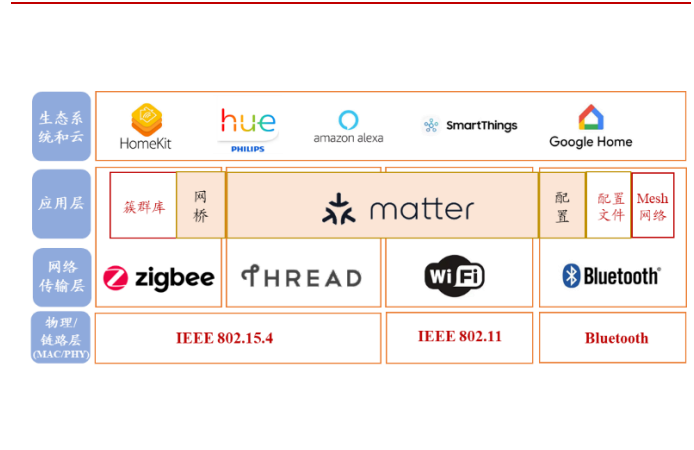 生态系
统和云
HomeKit
hue
PHILIPS
amazon alexa
SmartThings
Google Home
应用层
簇群库
网
桥
matter
配
置
配置
文件
Mesh
网络
网络
传输层
zigbee
THREAD
WiFi
Bluetooth®
物理/
链路层
(MAC/PHY)
IEEE 802.15.4
IEEE 802.11
Bluetooth